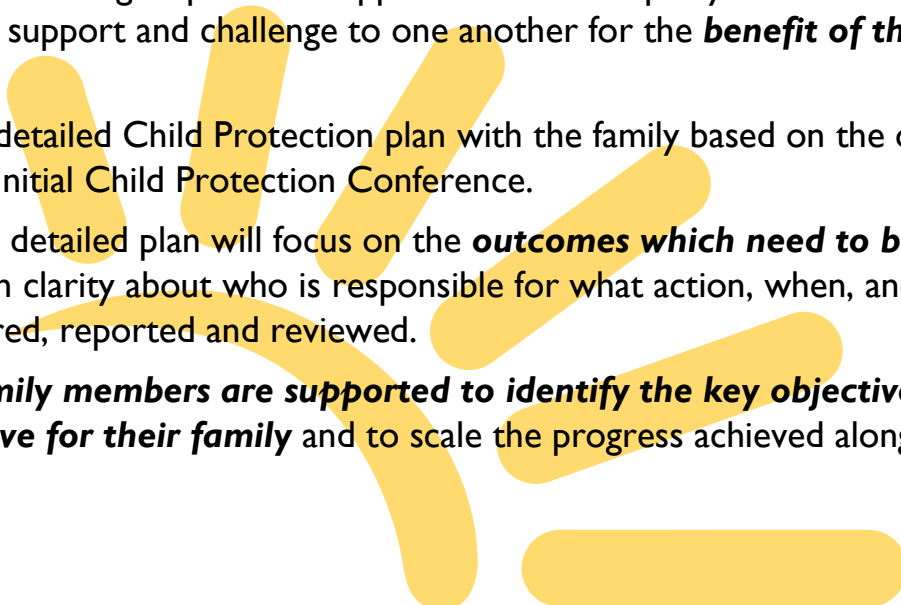 support and challenge to one another for the benefit of th
detailed Child Protection plan with the family based on the
nitial Child Protection Conference.
detailed plan will focus on the outcomes which need to b
clarity about who is responsible for what action, when, an
red, reported and reviewed.
mily members are supported to identify the key objective
ve for their family and to scale the progress achieved along